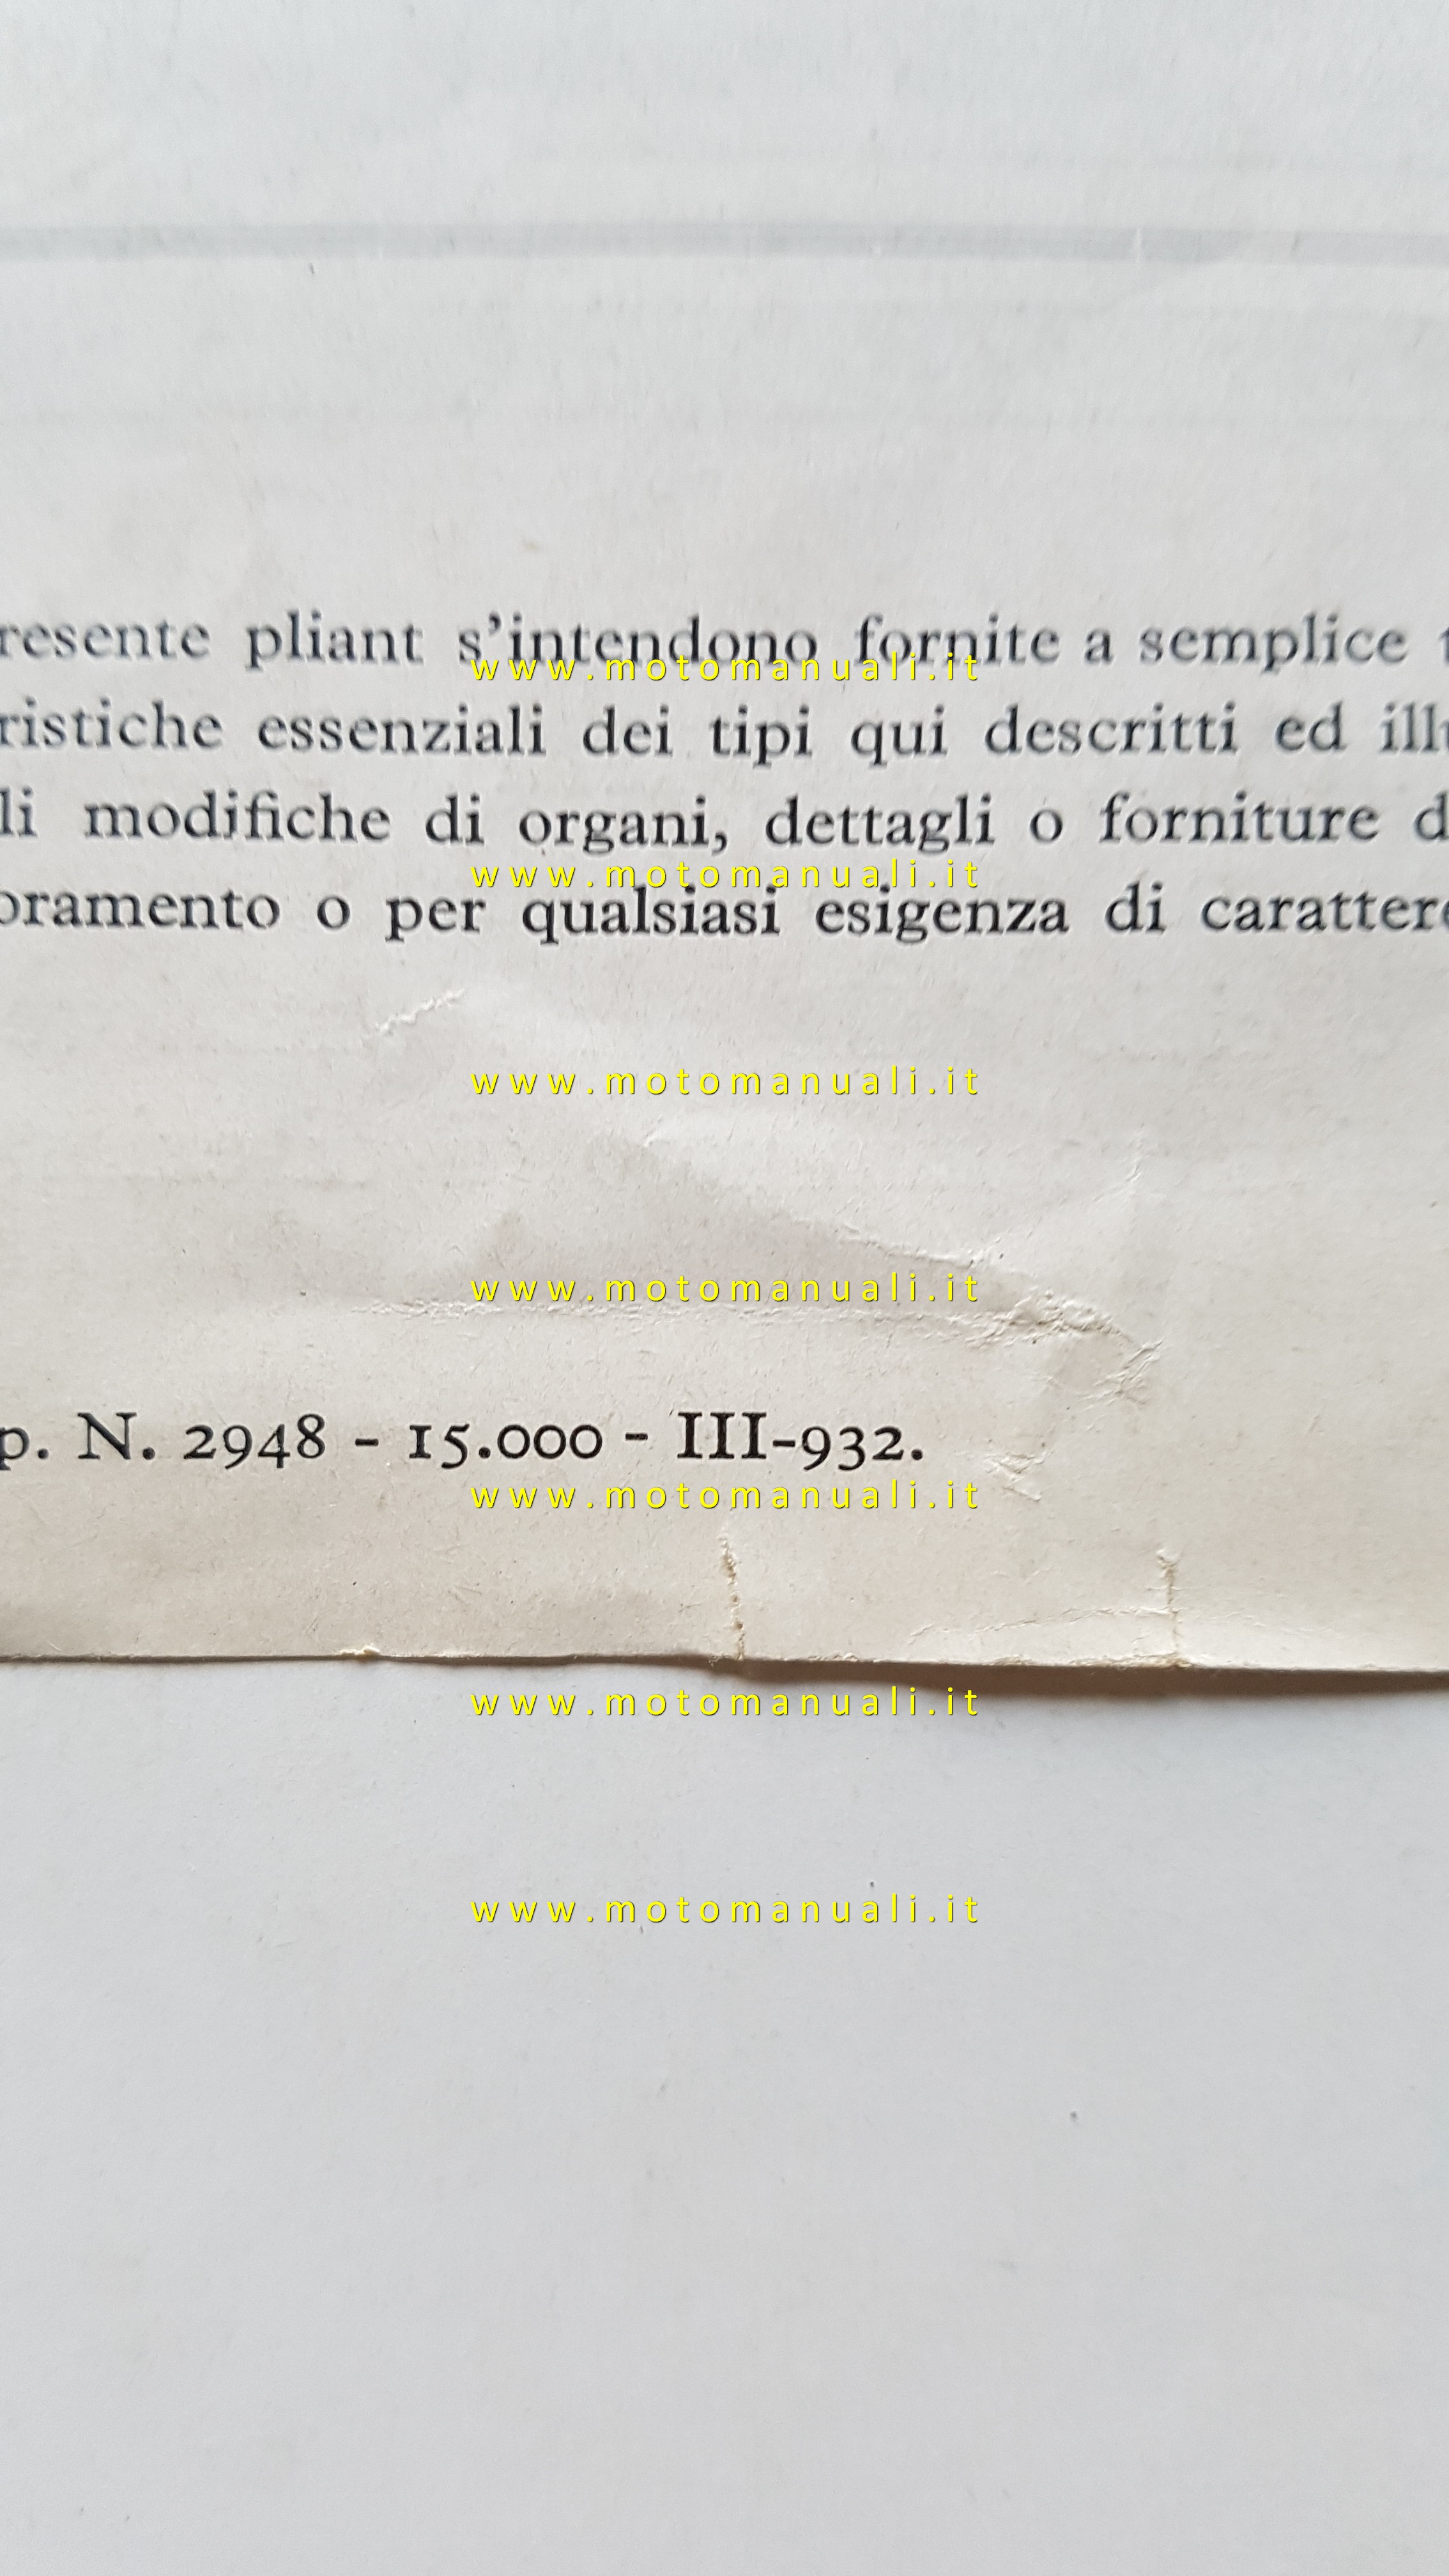 resente pliant s'intendono fornite a semplice
www.motomanuali.it
ristiche essenziali dei tipi qui descritti ed illu
li modifiche di organi, dettagli o forniture d
www.motomanuali.it
oramento o per qualsiasi esigenza di carattere
www.motomanuali.it
www.motomanuali.it
p. N. 2948 - 15.000 - III-932.
www.motomanuali.it
www.motomanuali.it
www.motomanuali.it